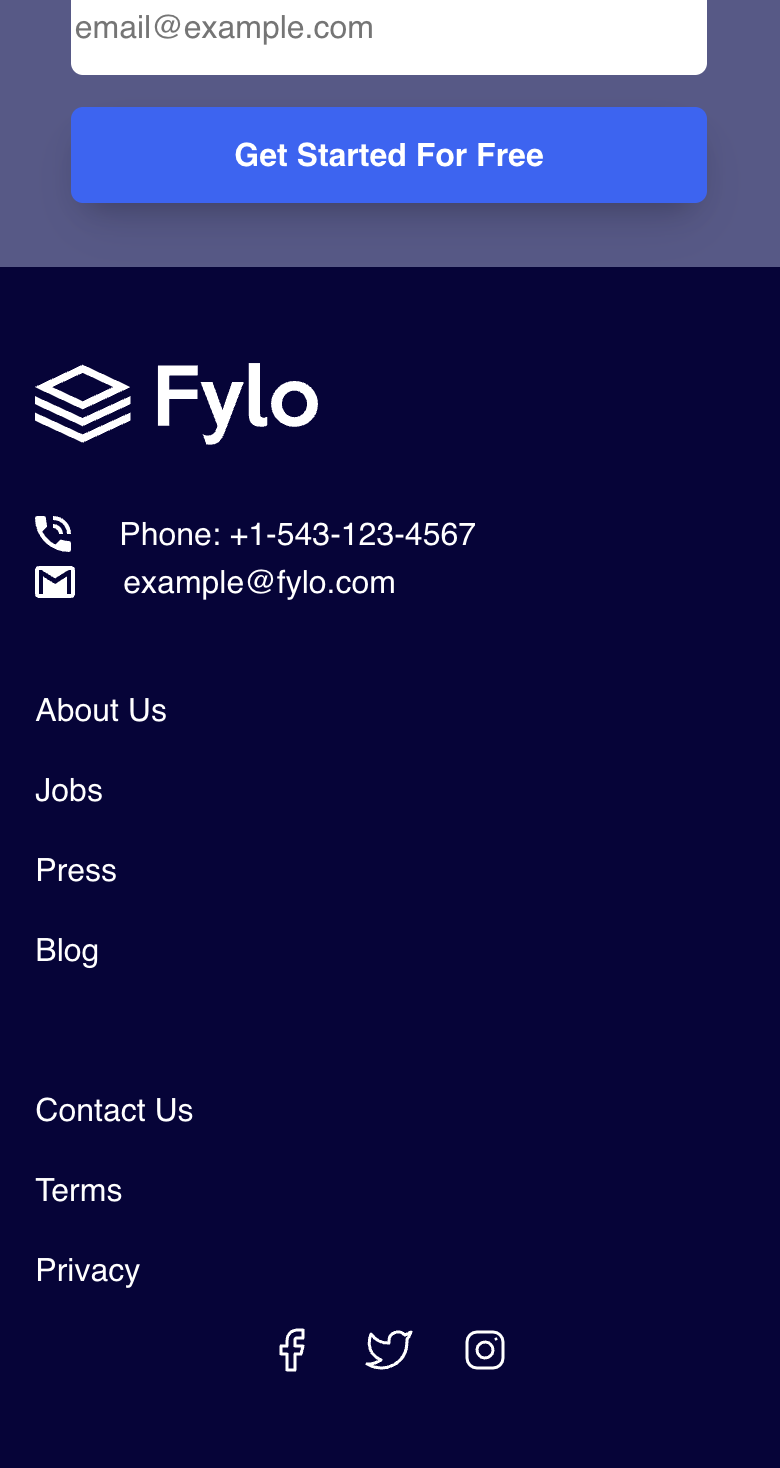 email@example.com
Get Started For Free
Fylo
Phone: +1-543-123-4567
example@fylo.com
About Us
Jobs
Press
Blog
Contact Us
Terms
Privacy